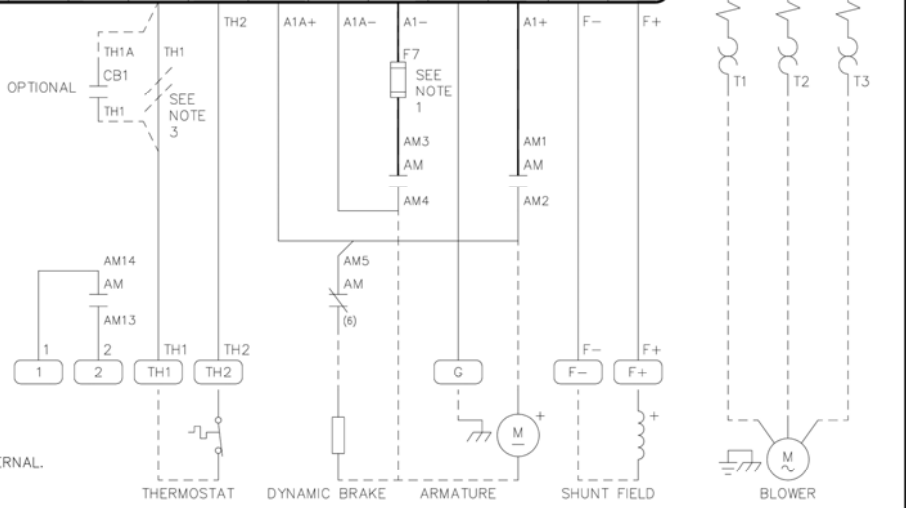 TH2
A1A+
A1A-
A1-
A1+
F-
F+
TH1A
TH1
F7
CB1
SEE
NOTE
1
T1
T2
T3
OPTIONAL
SEE
NOTE
3
TH1
AM3
AM
AM4
AM1
AM
AM2
AM14
AM
AM13
AM5
AM
(6)
1
2
TH1
TH2
F-
F+
1
2
TH1
TH2
G
F-
F+
+
M
+
M
~
ERNAL.
THERMOSTAT
DYNAMIC BRAKE
ARMATURE
SHUNT FIELD
BLOWER